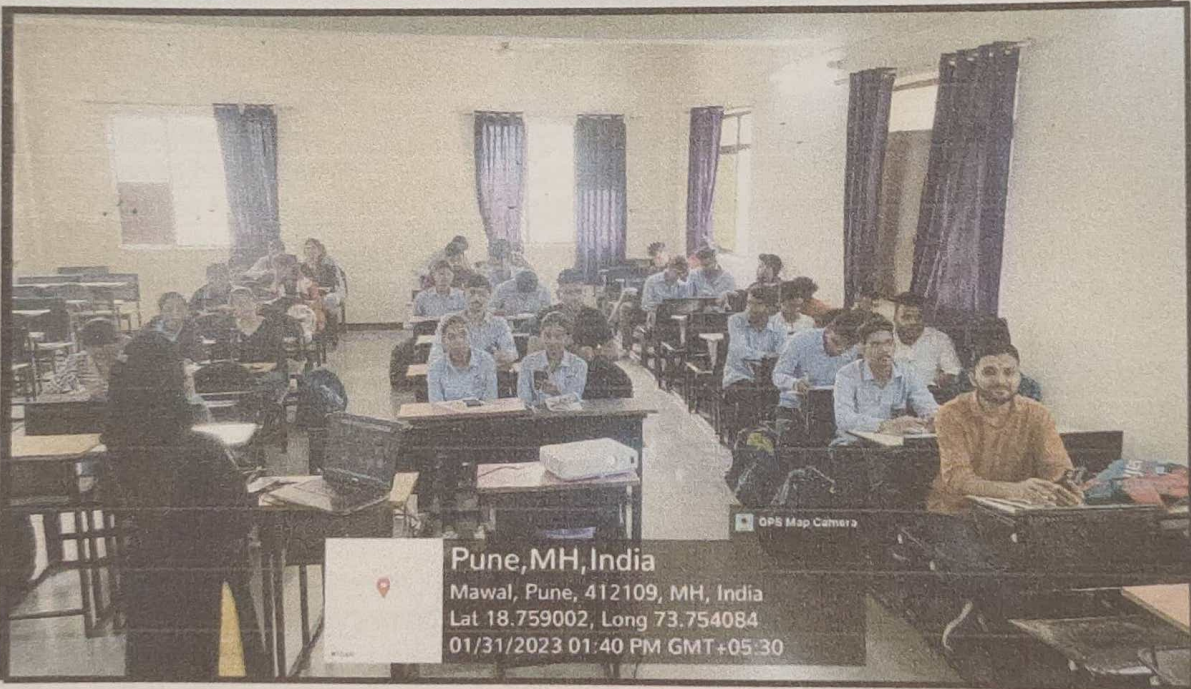 GPS Map Camera
Pune,MH,India
Mawal, Pune, 412109, MH, India
Lat 18.759002, Long 73.754084
01/31/2023 01:40 PM GMT+05:30